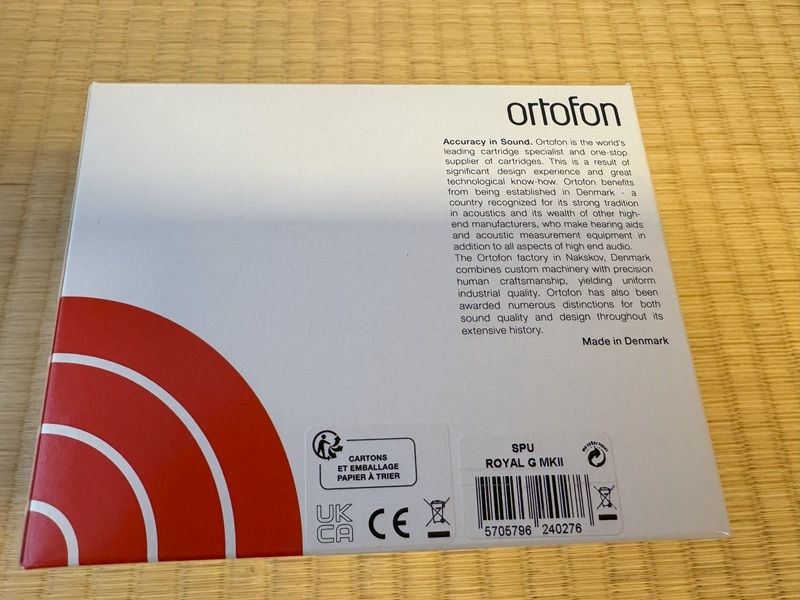 ortofon
Accuracy in Sound. Ortofon is the world's
leading cartridge specialist and one-stop
supplier of cartridges. This is a result of
significant design experience and great
technological know-how. Ortofon benefits
from being established in Denmark - a
country recognized for its strong tradition
in acoustics and its wealth of other high-
end manufacturers, who make hearing aids
and acoustic measurement equipment in
addition to all aspects of high end audio.
The Ortofon factory in Nakskov, Denmark
combines custom machinery with precision
human craftsmanship, yielding uniform
industrial quality. Ortofon has also been
awarded numerous distinctions for both
sound quality and design throughout its
extensive history.
Made in Denmark
CARTONS
ET EMBALLAGE
PAPIER À TRIER
UK
CA
CE
SPU
ROYAL G MKII
5705796 240276